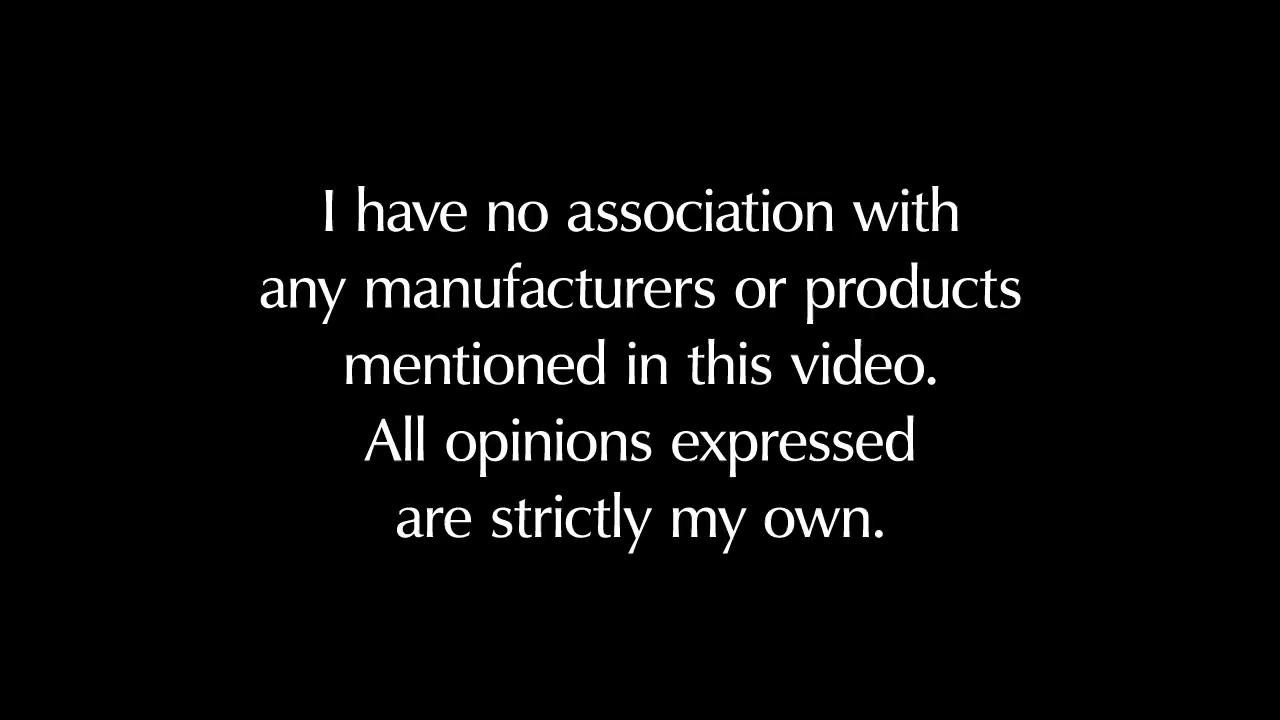 I have no association with
any manufacturers or products
mentioned in this video.
All opinions expressed
are strictly my own.